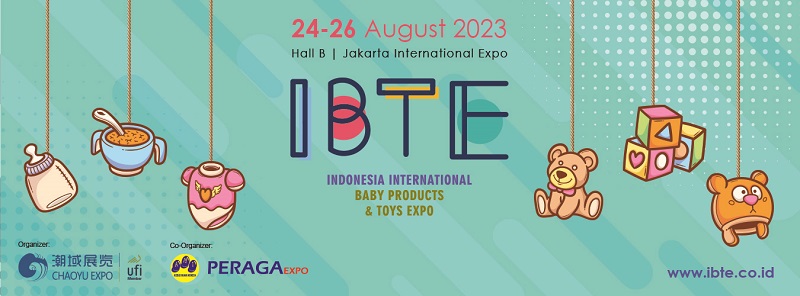 24-26 August 2023
Hall B | Jakarta International Expo
IBTE
INDONESIA INTERNATIONAL
BABY PRODUCTS
& TOYS EXPO
Organizer:
潮域展览
CHAOYU EXPO
ufi
Member
Co-Organizer:
PERAGA EXPO
www.ibte.co.id